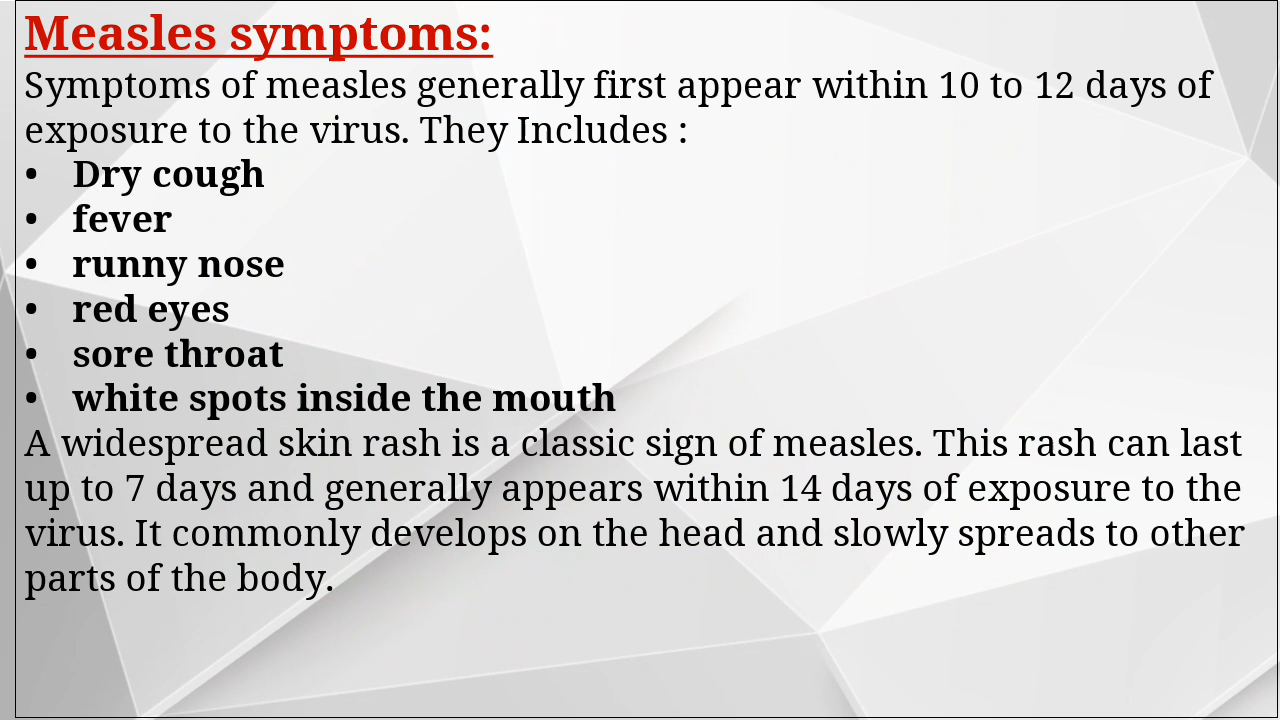 Measles symptoms:
Symptoms of measles generally first appear within 10 to 12 days of
exposure to the virus. They Includes :
• Dry cough
• fever
• runny nose
• red eyes
• sore throat
• white spots inside the mouth
A widespread skin rash is a classic sign of measles. This rash can last
up to 7 days and generally appears within 14 days of exposure to the
virus. It commonly develops on the head and slowly spreads to other
parts of the body.